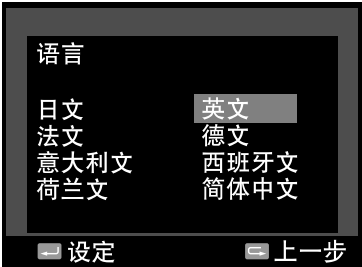 语言
日文 英文
法文 德文
意大利文 西班牙文
荷兰文 简体中文
设定 上一步